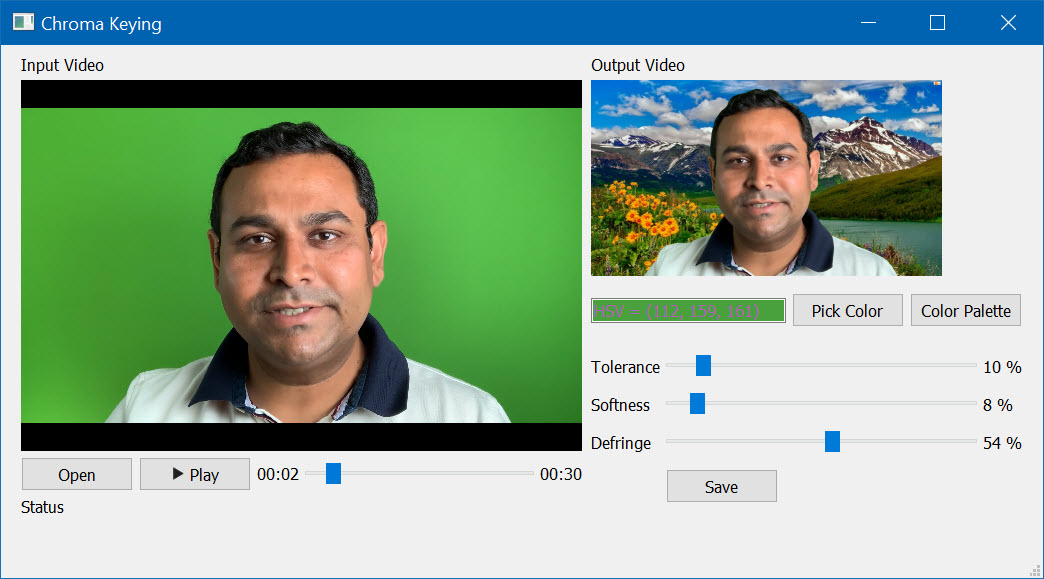 Chroma Keying
Input Video
Output Video
HSV = (112, 159, 161)
Pick Color
Color Palette
Tolerance
10 %
Softness
8 %
Defringe
54 %
Open
Play
00:02
00:30
Save
Status